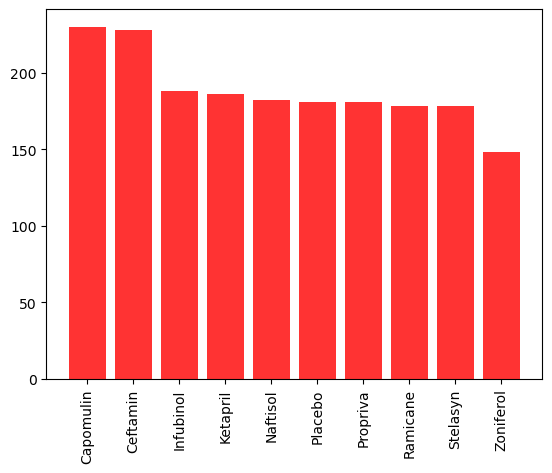 200
150
100
50
0
Capomulin
Ceftamin
Infubinol
Ketapril
Naftisol
Placebo
Propriva
Ramicane
Stelasyn
Zoniferol